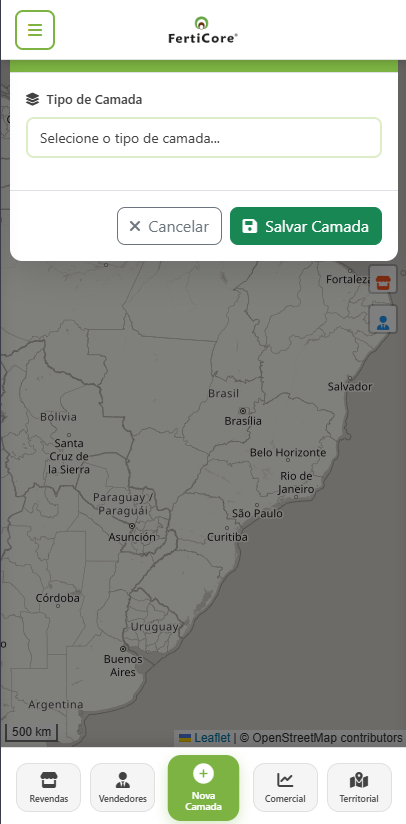 FertiCore®
Tipo de Camada
Selecione o tipo de camada...
Cancelar
Salvar Camada
Fortaleza
Salvador
Brasil
Brasília
Bolivia
Santa
Cruz de
la Sierra
Belo Horizonte
Rio de
Janeiro
Paraguay /
Paraguái
São Paulo
Asunción
Curitiba
Córdoba
Uruguay
Buenos
Aires
Argentina
500 km
Leaflet | © OpenStreetMap contributors
Revendas
Vendedores
Nova
Camada
Comercial
Territorial